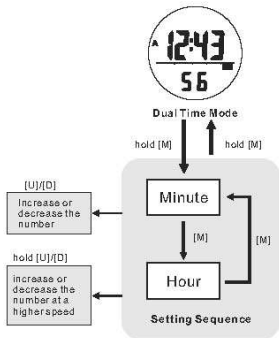 A 12:43
56
Dual Time Mode
hold [M]
hold [M]
[U]/[D]
Increase or
decrease the
number
Minute
[M]
[M]
hold [U]/[D]
increase or
decrease the
number at a
higher speed
Hour
Setting Sequence